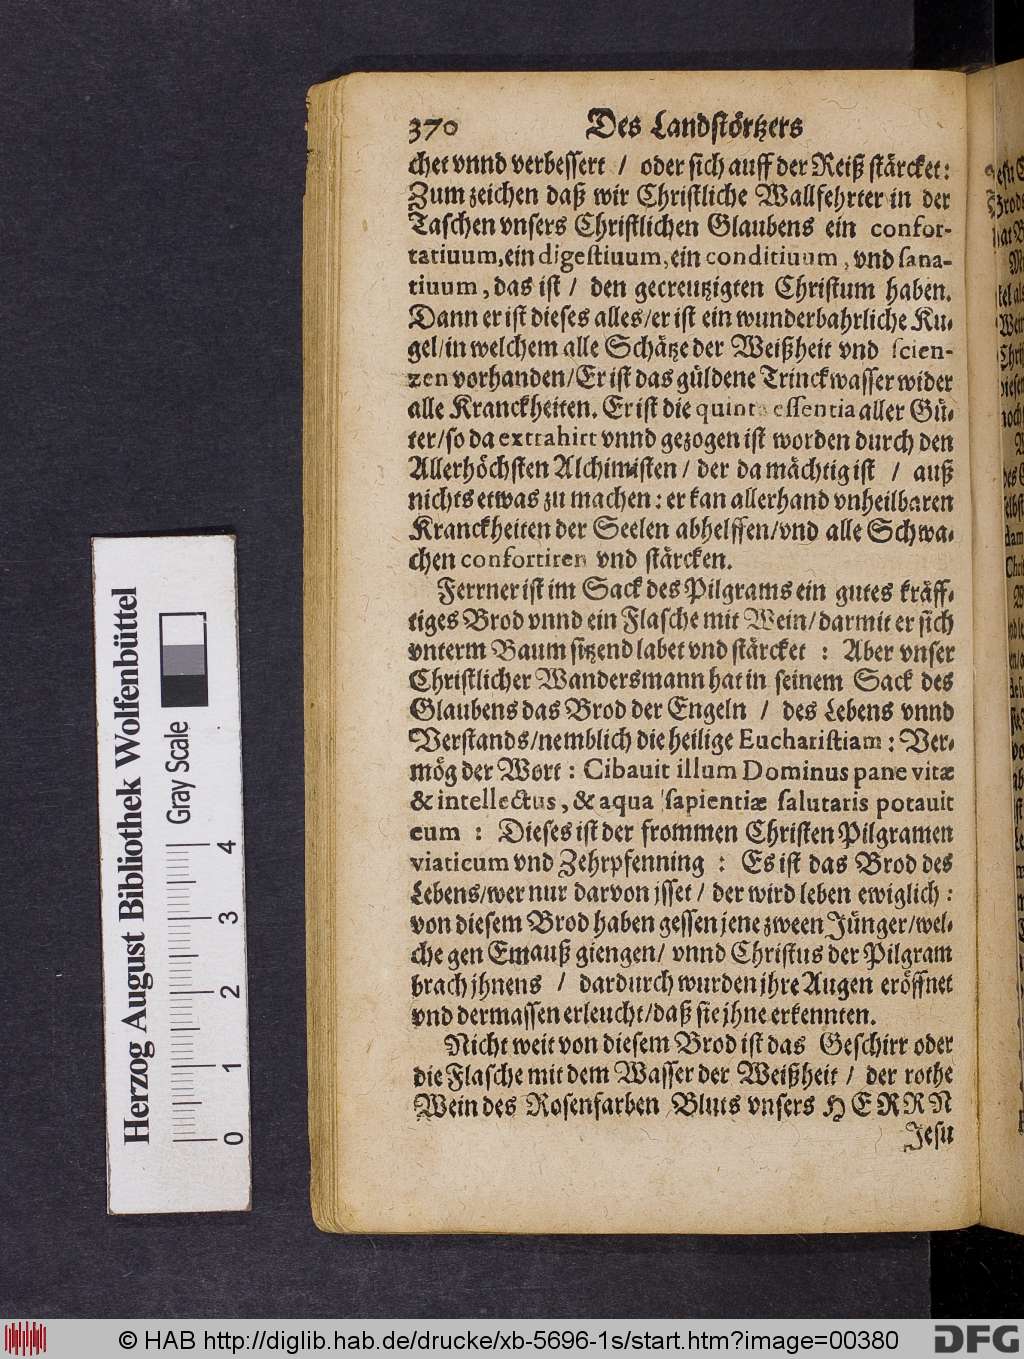 370 Des Landstörtzers
chet vnnd verbessert / oder sich auff der Reiß stärcket:
Zum zeichen daß wir Christliche Wallfehrter in der
Taschen vnsers Christlichen Glaubens ein confor-
tatiuum, ein digestiuum, ein conditiuum, vnd sana-
tiuum, das ist / den gecreutzigten Christum haben.
Dann er ist dieses alles/er ist ein wunderbahrliche Ku-
gel/in welchem alle Schätze der Weißheit vnd scien-
zen vorhanden/Er ist das güldene Trinckwasser wider
alle Kranckheiten. Er ist die quinta essentia aller Gü-
ter/so da extrahirt vnnd gezogen ist worden durch den
Allerhöchsten Alchimisten / der da mächtig ist / auß
nichts etwas zu machen: er kan allerhand vnheilbaren
Kranckheiten der Seelen abhelffen/vnd alle Schwa-
chen confortiren vnd stärcken.
Ferrner ist im Sack des Pilgrams ein gutes kräff-
tiges Brod vnnd ein Flasche mit Wein/darmit er sich
vnterm Baum sitzend labet vnd stärcket : Aber vnser
Christlicher Wandersmann hat in seinem Sack des
Glaubens das Brod der Engeln / des Lebens vnnd
Verstands/nemblich die heilige Eucharistiam: Ver-
mög der Wort: Cibauit illum Dominus pane vitæ
& intellectus, & aqua sapientiæ salutaris potauit
eum : Dieses ist der frommen Christen Pilgramen
viaticum vnd Zehrpfenning : Es ist das Brod des
Lebens/wer nur darvon jsset / der wird leben ewiglich:
von diesem Brod haben gessen jene zween Jünger/wel-
che gen Emauß giengen/ vnnd Christus der Pilgram
brach jhnens / dardurch wurden jhre Augen eröffnet
vnd dermassen erleucht/daß sie jhne erkennten.
Nicht weit von diesem Brod ist das Geschirr oder
die Flasche mit dem Wasser der Weißheit / der rothe
Wein des Rosenfarben Bluts vnsers HERRN
Jesu
Herzog August Bibliothek Wolfenbüttel
Gray Scale
0 1 2 3 4
© HAB http://diglib.hab.de/drucke/xb-5696-1s/start.htm?image=00380
DFG